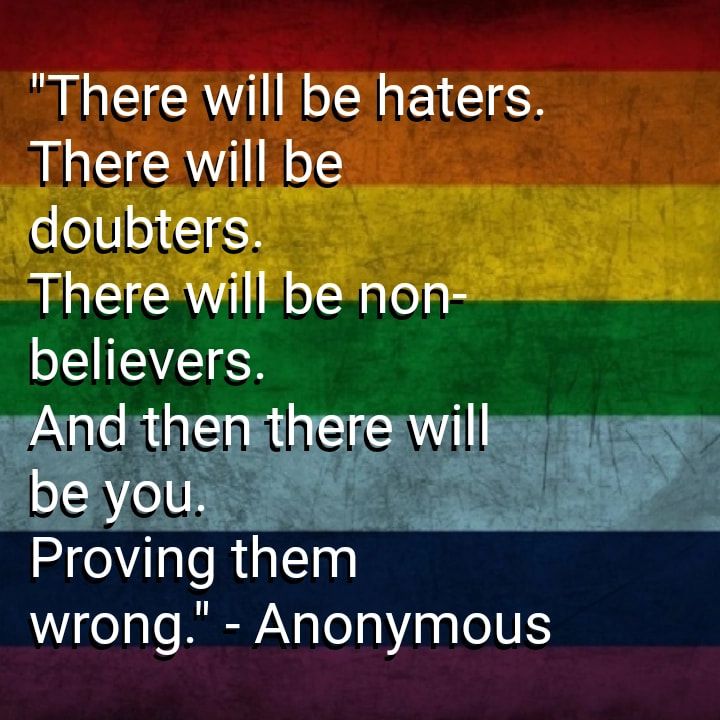 "There will be haters.
There will be
doubters.
There will be non-
believers.
And then there will
be you.
Proving them
wrong." - Anonymous